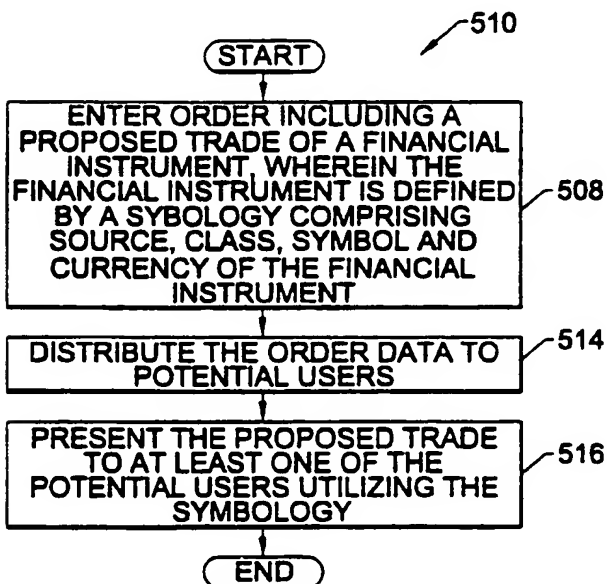 510
START
ENTER ORDER INCLUDING A
PROPOSED TRADE OF A FINANCIAL
INSTRUMENT, WHEREIN THE
FINANCIAL INSTRUMENT IS DEFINED
BY A SYBOLOGY COMPRISING
SOURCE, CLASS, SYMBOL AND
CURRENCY OF THE FINANCIAL
INSTRUMENT
508
DISTRIBUTE THE ORDER DATA TO
POTENTIAL USERS
514
PRESENT THE PROPOSED TRADE
TO AT LEAST ONE OF THE
POTENTIAL USERS UTILIZING THE
SYMBOLOGY
516
END